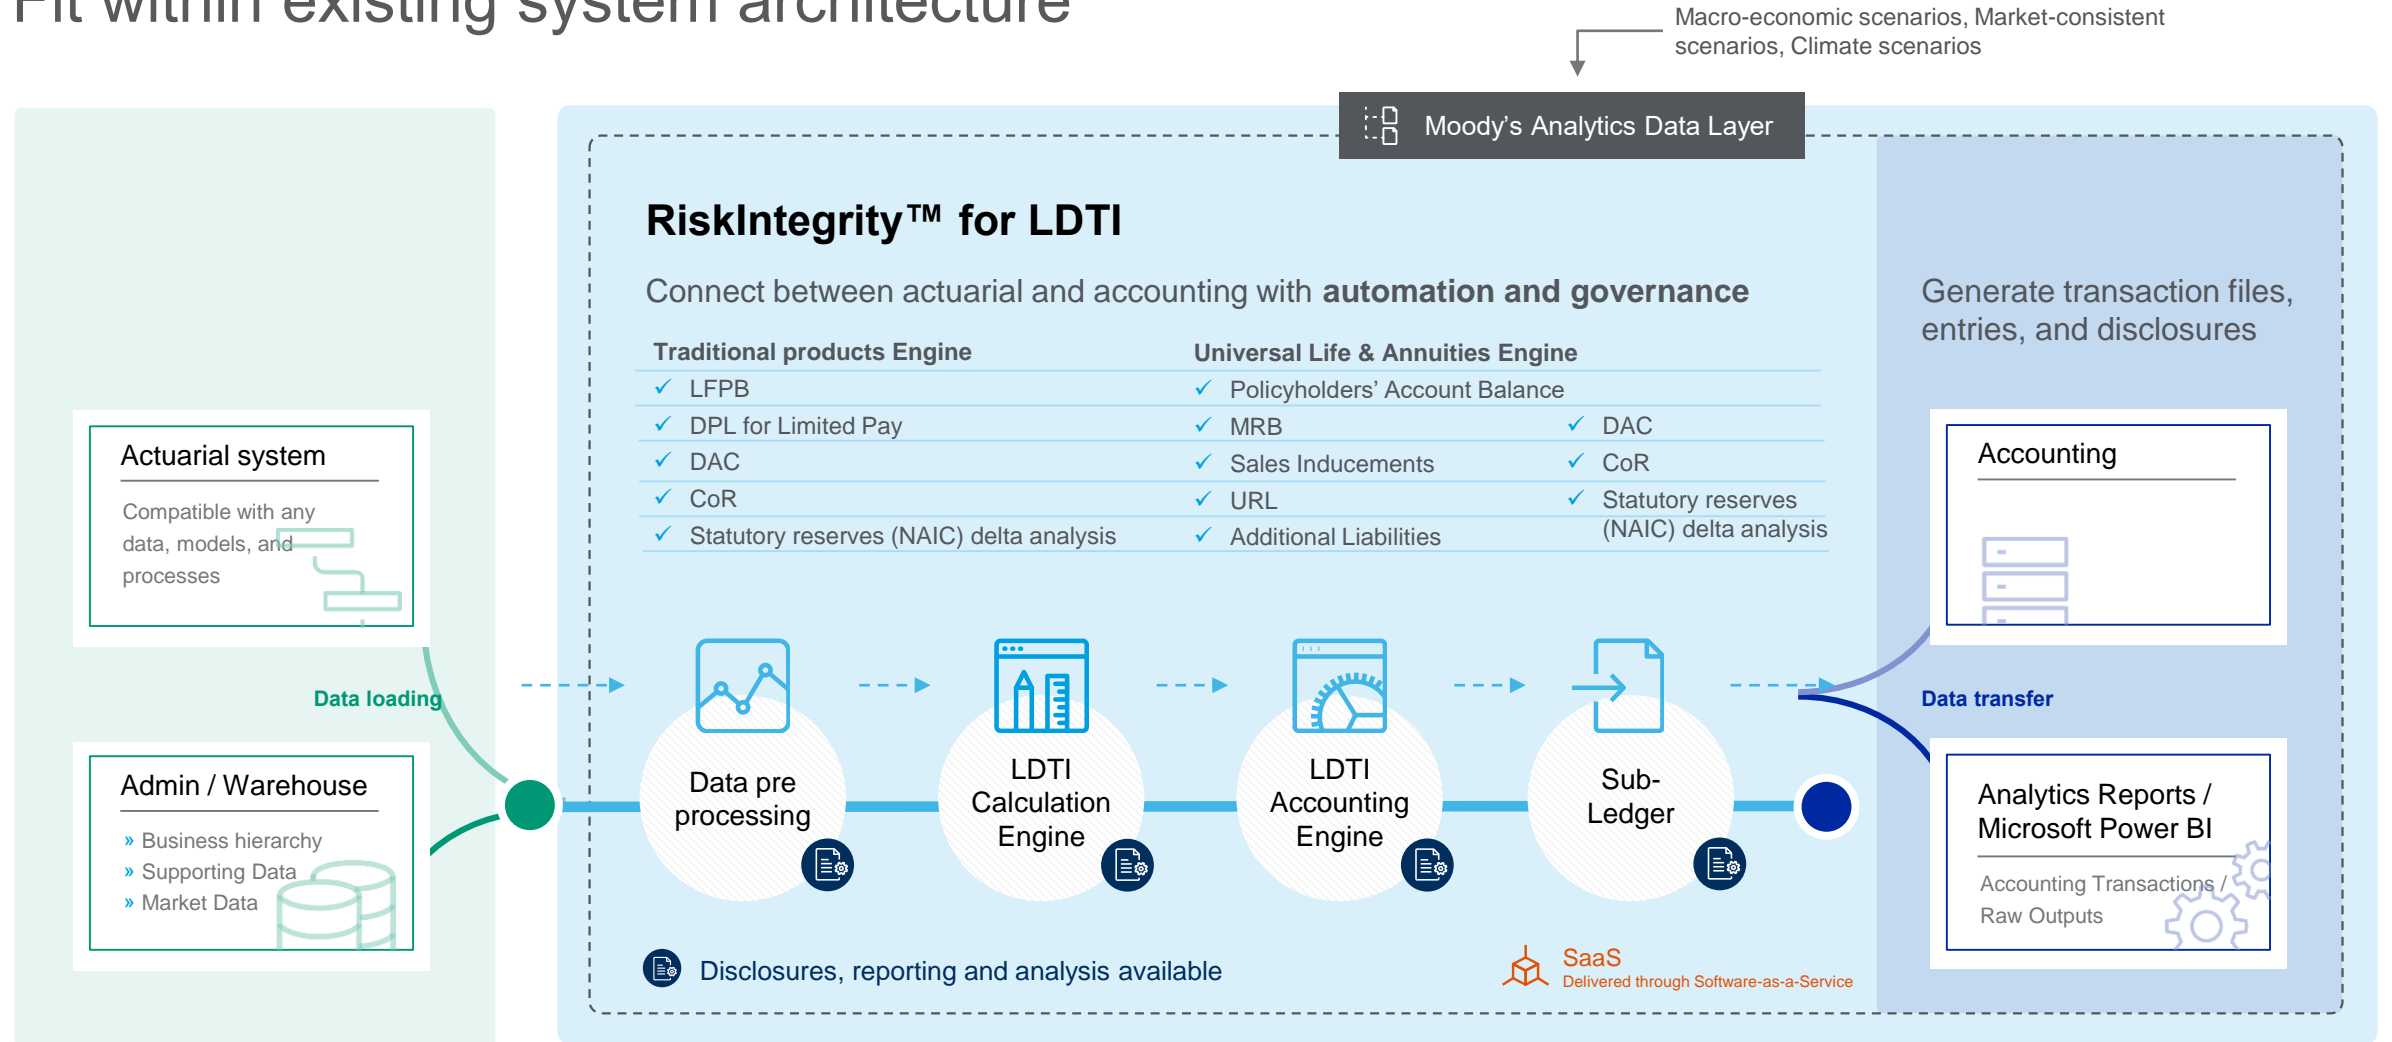 Fit within existing system architecture
Macro-economic scenarios, Market-consistent
scenarios, Climate scenarios
Moody's Analytics Data Layer
RiskIntegrity™ for LDTI
Connect between actuarial and accounting with automation and governance
Traditional products Engine
✓ LFPB
✓ DPL for Limited Pay
✓ DAC
✓ CoR
✓ Statutory reserves (NAIC) delta analysis
Universal Life & Annuities Engine
✓ Policyholders' Account Balance
✓ MRB
✓ Sales Inducements
✓ URL
✓ Additional Liabilities
✓ DAC
✓ CoR
✓ Statutory reserves
(NAIC) delta analysis
Generate transaction files,
entries, and disclosures
Actuarial system
Compatible with any
data, models, and
processes
Data loading
Admin / Warehouse
» Business hierarchy
» Supporting Data
» Market Data
Data pre
processing
LDTI
Calculation
Engine
LDTI
Accounting
Engine
Sub-
Ledger
Disclosures, reporting and analysis available
SaaS
Delivered through Software-as-a-Service
Accounting
Data transfer
Analytics Reports /
Microsoft Power BI
Accounting Transactions /
Raw Outputs